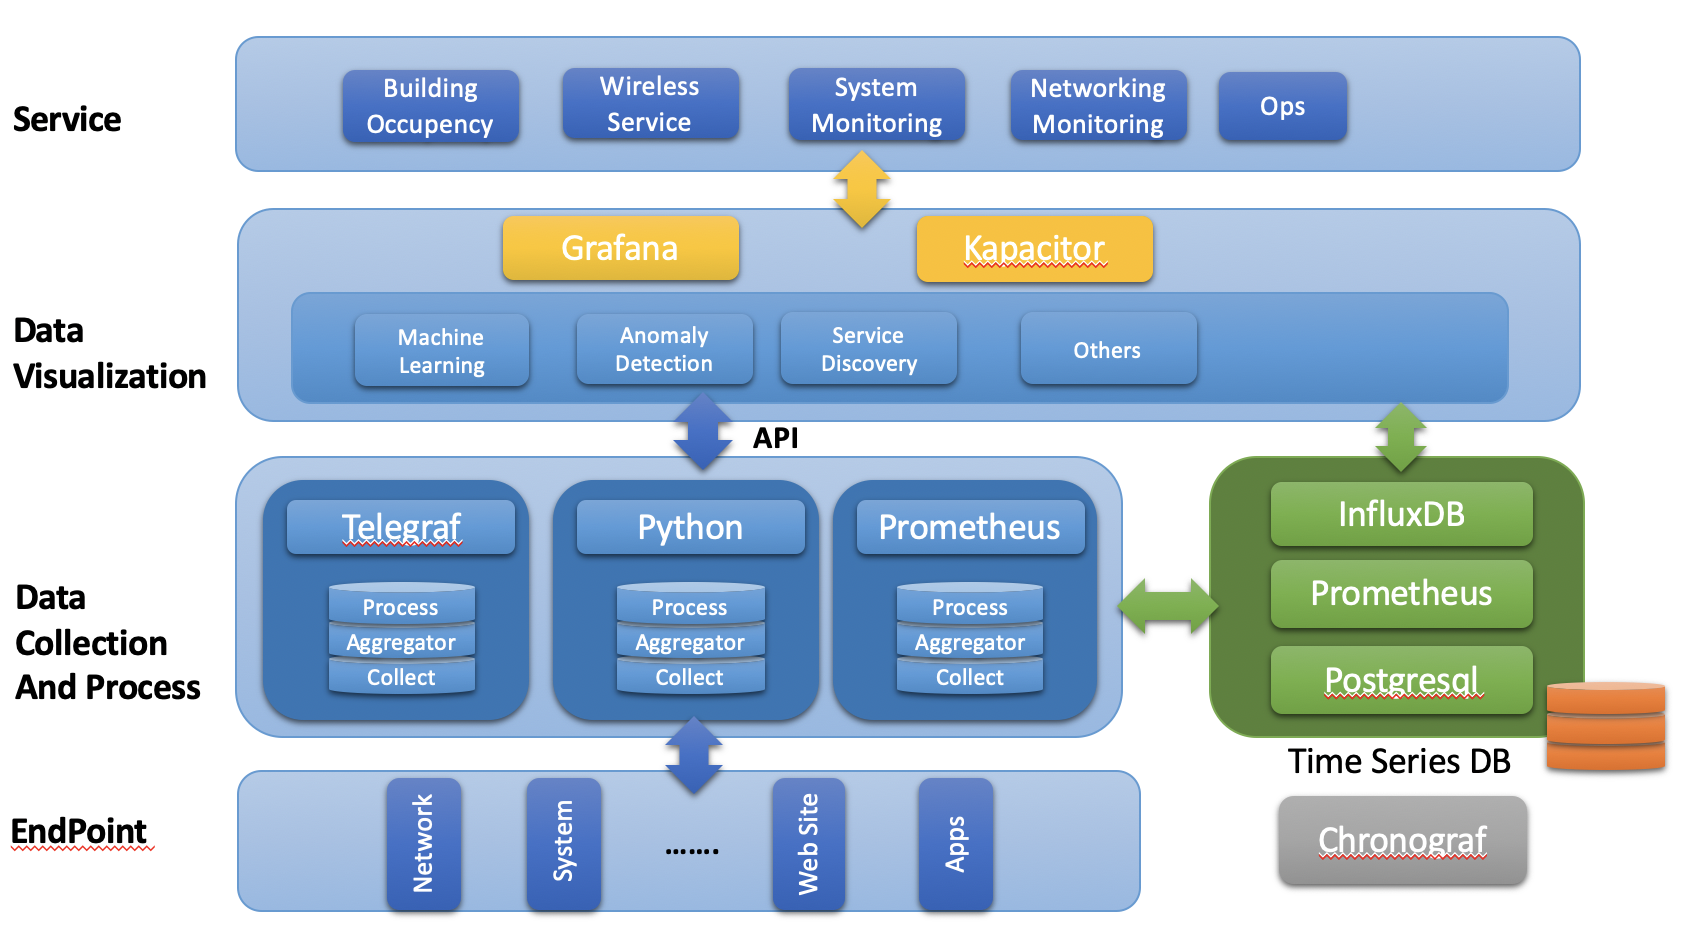 Service
Building
Occupency
Wireless
Service
System
Monitoring
Networking
Monitoring
Ops
Data
Visualization
Grafana
Kapacitor
Machine
Learning
Anomaly
Detection
Service
Discovery
Others
API
Data
Collection
And Process
Telegraf
Process
Aggregator
Collect
Python
Process
Aggregator
Collect
Prometheus
Process
Aggregator
Collect
InfluxDB
Prometheus
Postgresql
Time Series DB
Chronograf
EndPoint
Network
System
.......
Web Site
Apps